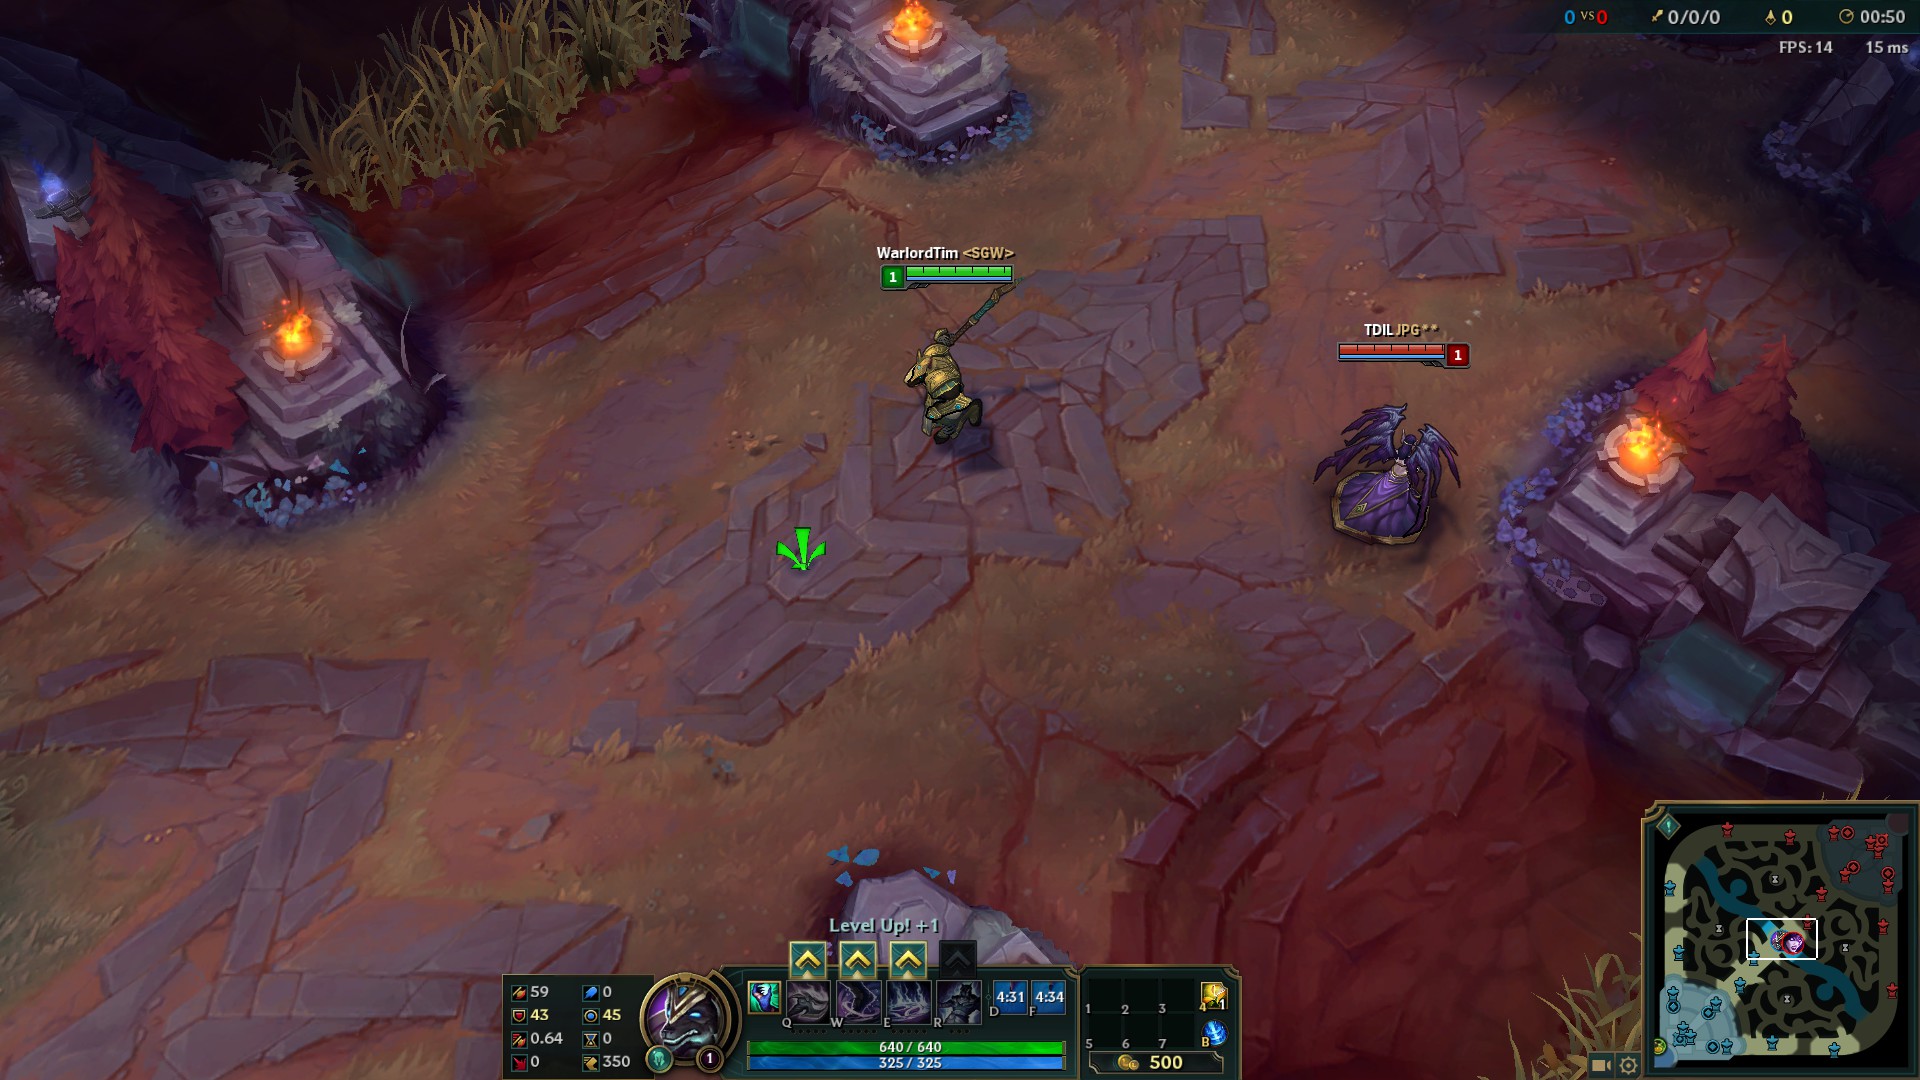 0 VS 0 0/0/0 0 00:50
FPS: 14 15 ms
WarlordTim <SGW>
1
TDIL JPG**
1
Level Up! +1
59 0
43 45
0.64 0
0 350
1
Q W E R D F
4:31 4:34
640 / 640
325 / 325
1 2 3 4
5 6 7 B
1
500